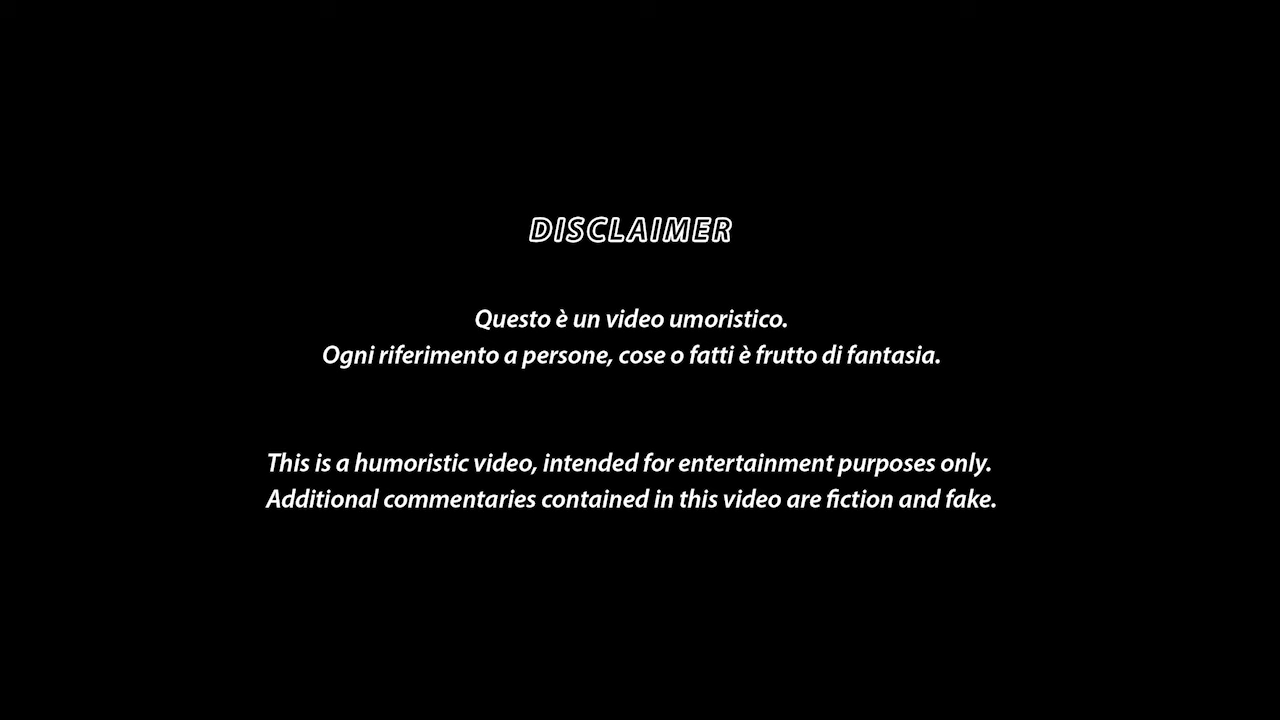 DISCLAIMER
Questo è un video umoristico.
Ogni riferimento a persone, cose o fatti è frutto di fantasia.
This is a humoristic video, intended for entertainment purposes only.
Additional commentaries contained in this video are fiction and fake.